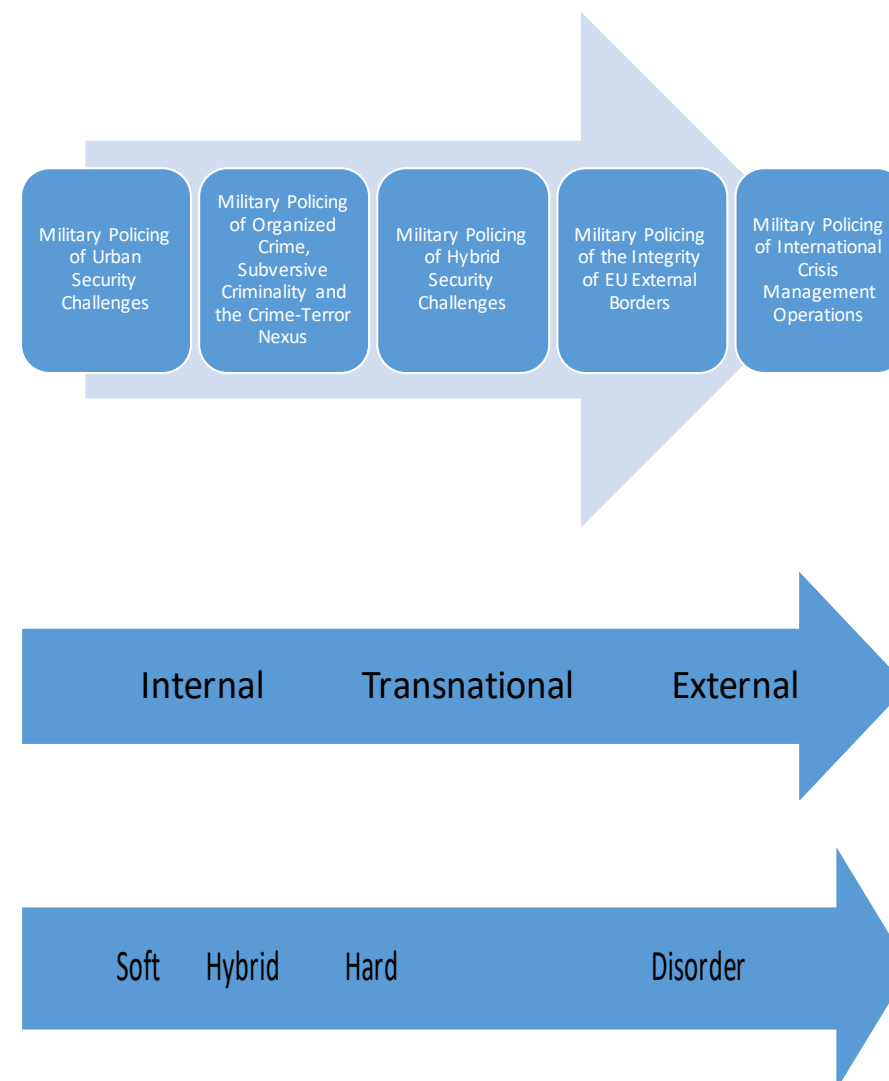 Military Policing
of Urban
Security
Challenges
Military Policing
of Organized
Crime,
Subversive
Criminality and
the Crime-Terror
Nexus
Military Policing
of Hybrid
Security
Challenges
Military Policing
of the Integrity
of EU External
Borders
Military Policing
of International
Crisis
Management
Operations
Internal Transnational External
Soft Hybrid Hard Disorder